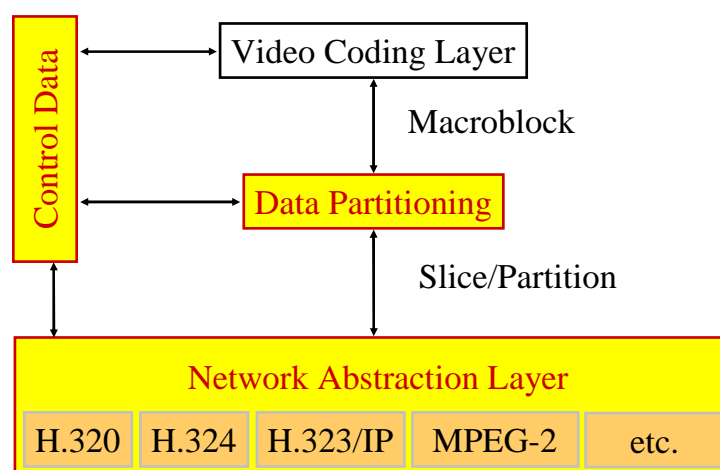 Control Data
Video Coding Layer
Macroblock
Data Partitioning
Slice/Partition
Network Abstraction Layer
H.320 H.324 H.323/IP MPEG-2 etc.